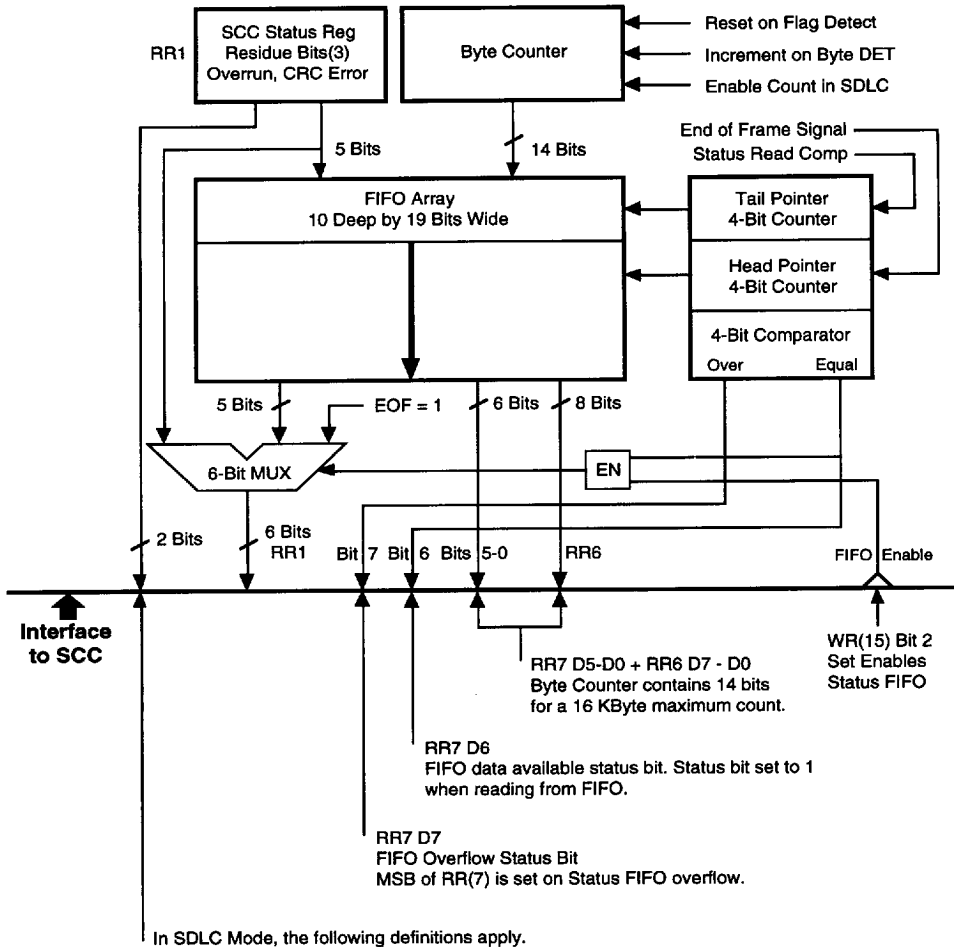 RR1
SCC Status Reg
Residue Bits(3)
Overrun, CRC Error
Byte Counter
Reset on Flag Detect
Increment on Byte DET
Enable Count in SDLC
5 Bits
14 Bits
End of Frame Signal
Status Read Comp
FIFO Array
10 Deep by 19 Bits Wide
Tail Pointer
4-Bit Counter
Head Pointer
4-Bit Counter
4-Bit Comparator
Over Equal
5 Bits
EOF = 1
6 Bits
8 Bits
6-Bit MUX
EN
2 Bits
6 Bits
RR1
Bit 7 Bit 6 Bits 5-0
RR6
FIFO Enable
Interface
to SCC
WR(15) Bit 2
Set Enables
Status FIFO
RR7 D5-D0 + RR6 D7 - D0
Byte Counter contains 14 bits
for a 16 KByte maximum count.
RR7 D6
FIFO data available status bit. Status bit set to 1
when reading from FIFO.
RR7 D7
FIFO Overflow Status Bit
MSB of RR(7) is set on Status FIFO overflow.
In SDLC Mode, the following definitions apply.